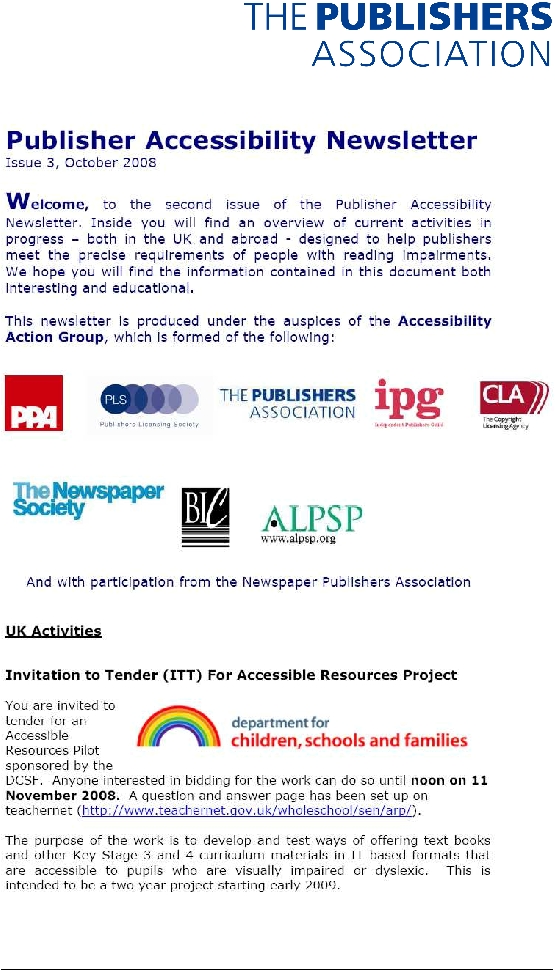 THE PUBLISHERS
ASSOCIATION
Publisher Accessibility Newsletter
Issue 3, October 2008
Welcome, to the second issue of the Publisher Accessibility
Newsletter. Inside you will find an overview of current activities in
progress – both in the UK and abroad - designed to help publishers
meet the precise requirements of people with reading impairments.
We hope you will find the information contained in this document both
interesting and educational.
This newsletter is produced under the auspices of the Accessibility
Action Group, which is formed of the following:
PPA
PLS
Publishers Licensing Society
THE PUBLISHERS
ASSOCIATION
ipg
Independent Publishers Guild
CLA
The Copyright
Licensing Agency
The Newspaper
Society
BIC
ALPSP
www.alpsp.org
And with participation from the Newspaper Publishers Association
UK Activities
Invitation to Tender (ITT) For Accessible Resources Project
You are invited to
tender for an
Accessible
Resources Pilot
sponsored by the
department for
children, schools and families
DCSF. Anyone interested in bidding for the work can do so until noon on 11
November 2008. A question and answer page has been set up on
teachernet (http://www.teachernet.gov.uk/wholeschool/sen/arp/).
The purpose of the work is to develop and test ways of offering text books
and other Key Stage 3 and 4 curriculum materials in IT based formats that
are accessible to pupils who are visually impaired or dyslexic. This is
intended to be a two year project starting early 2009.